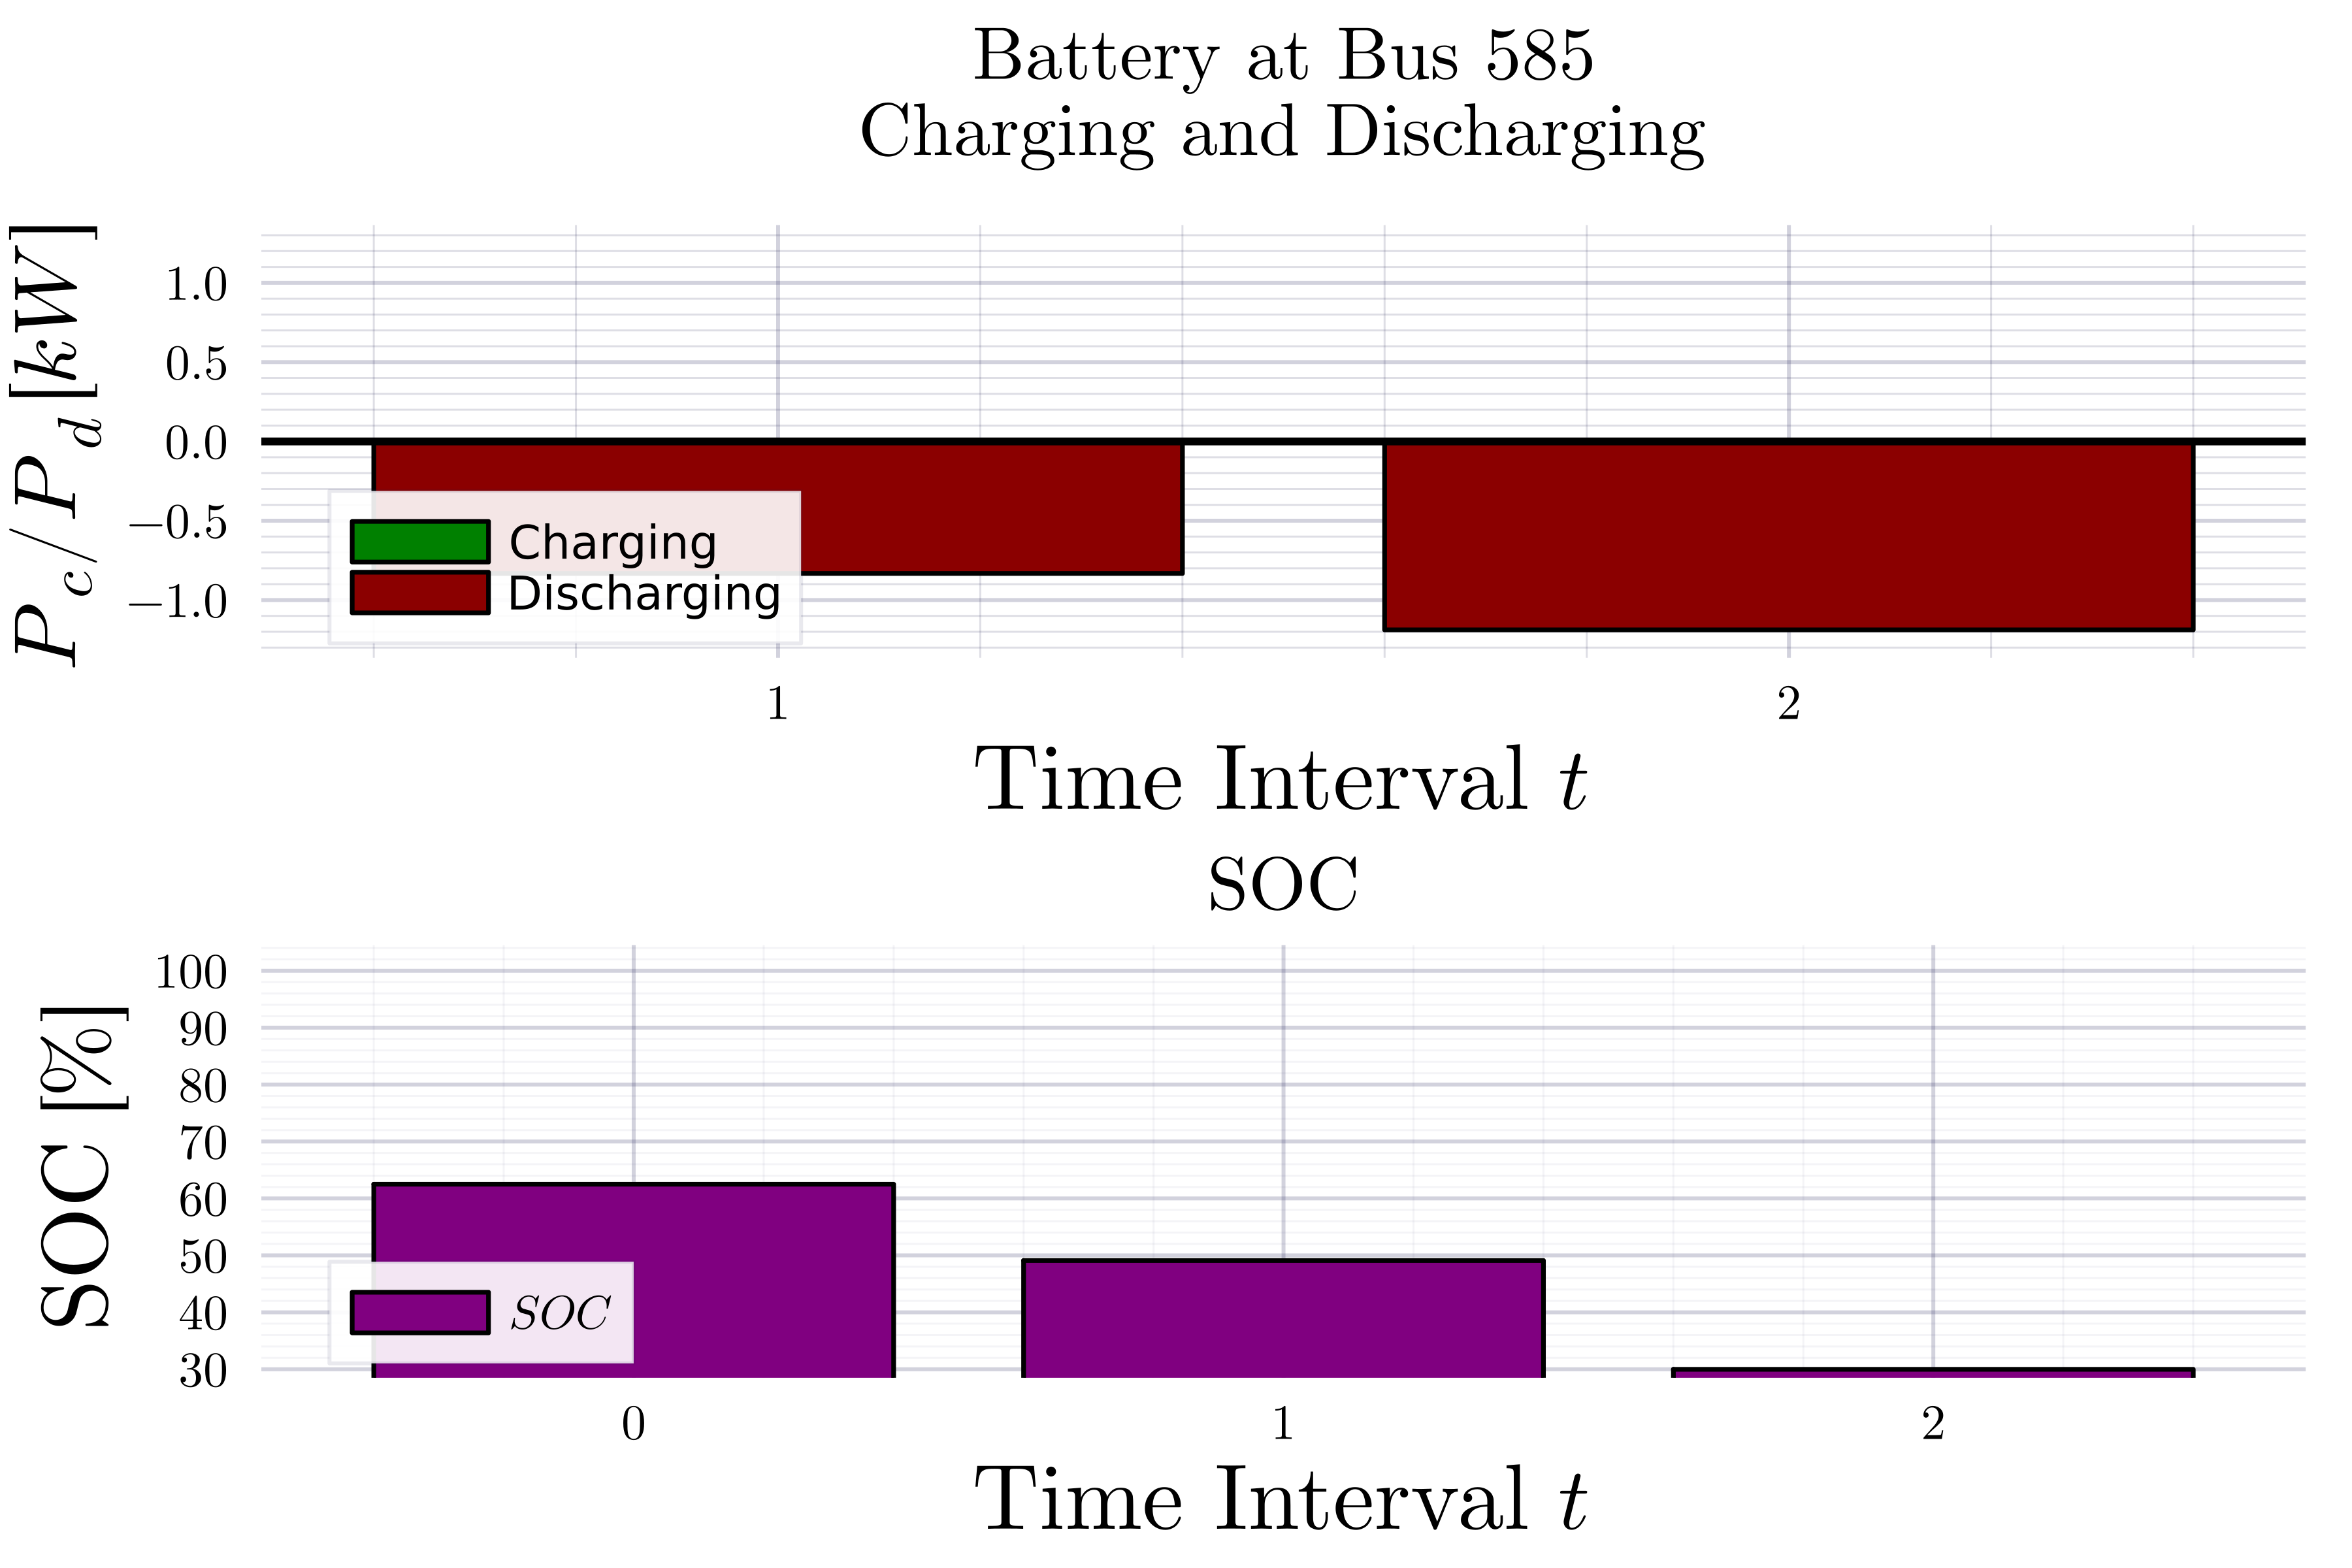 Battery at Bus 585
Charging and Discharging
P_c / P_d [kW]
1.0
0.5
0.0
−0.5
−1.0
Charging
Discharging
1
2
Time Interval t
SOC
SOC [%]
100
90
80
70
60
50
40
30
SOC
0
1
2
Time Interval t